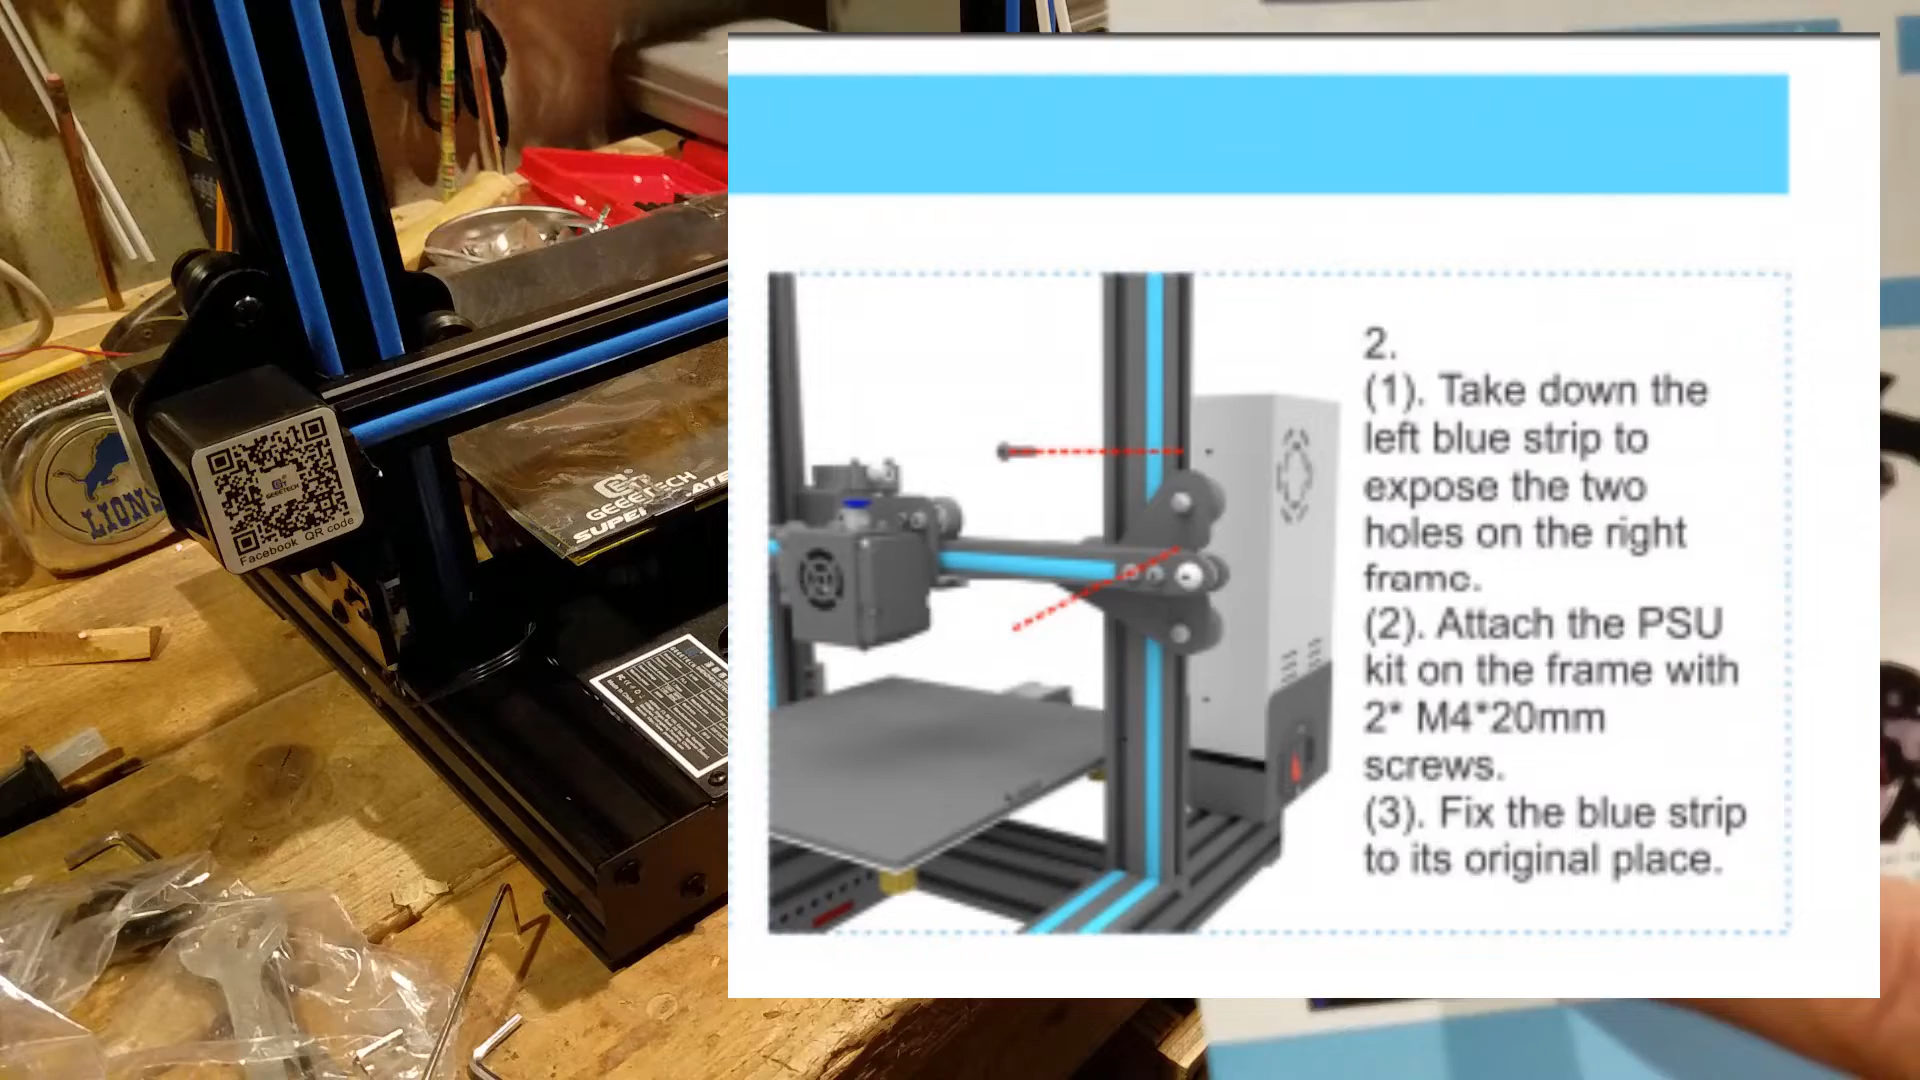 LIONS
GEEETECH
Facebook QR code
GEEETECH
SUPER
2.
(1). Take down the
left blue strip to
expose the two
holes on the right
frame.
(2). Attach the PSU
kit on the frame with
2* M4*20mm
screws.
(3). Fix the blue strip
to its original place.